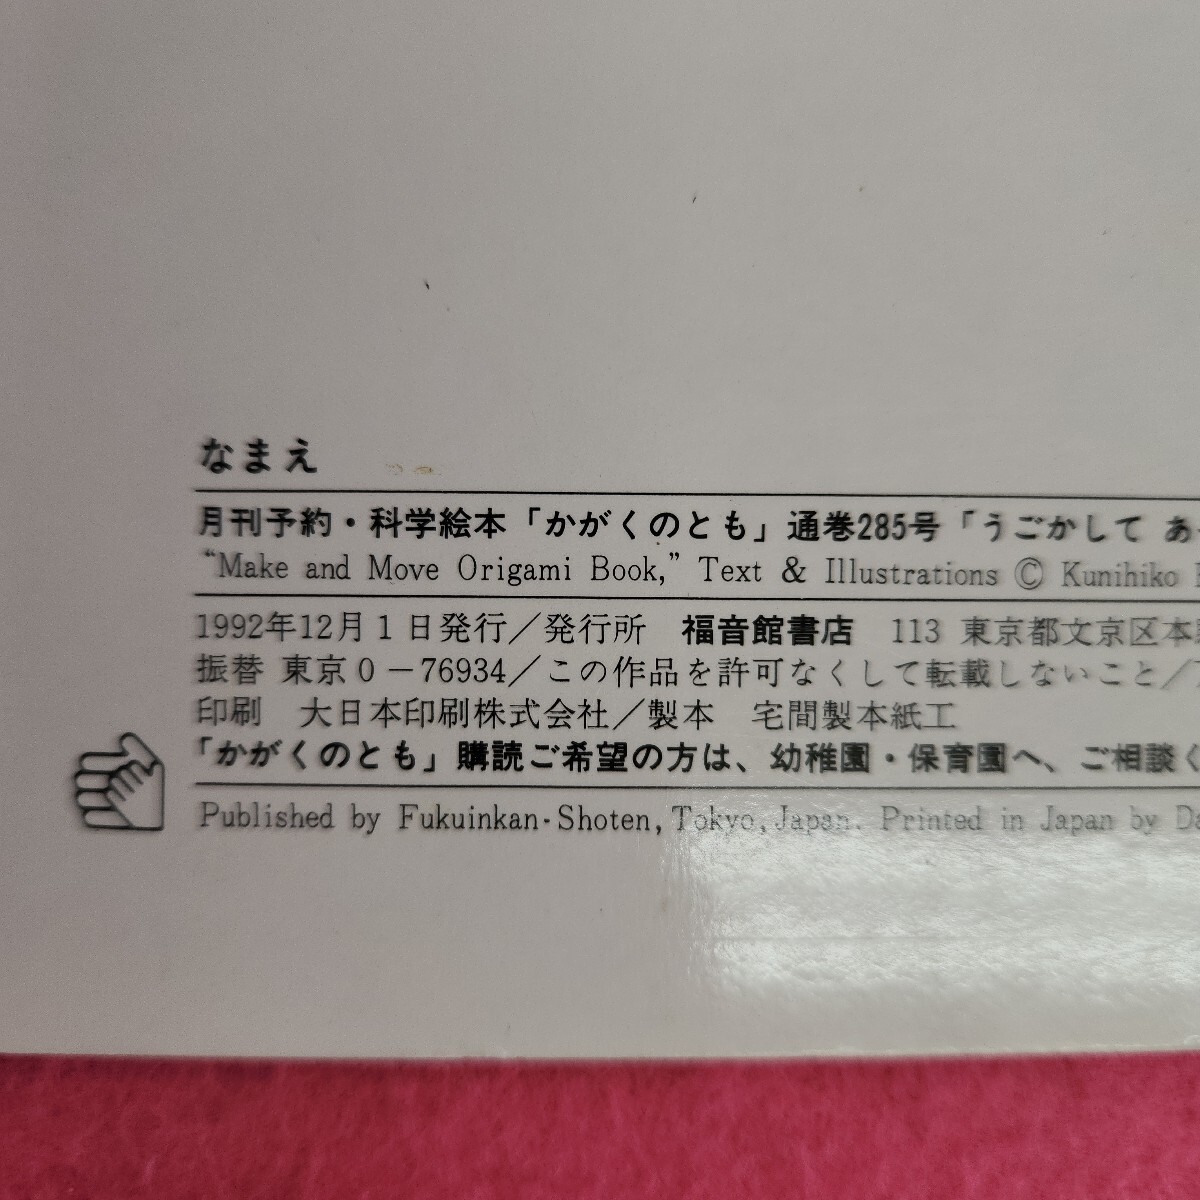 なまえ
月刊予約・科学絵本「かがくのとも」通巻285号「うごかして あ
“Make and Move Origami Book,” Text & Illustrations © Kunihiko
1992年12月1日発行／発行所 福音館書店 113 東京都文京区本
振替 東京0－76934／この作品を許可なくして転載しないこと／
印刷 大日本印刷株式会社／製本 宅間製本紙工
「かがくのとも」購読ご希望の方は、幼稚園・保育園へ、ご相談く
Published by Fukuinkan-Shoten, Tokyo, Japan. Printed in Japan by Da